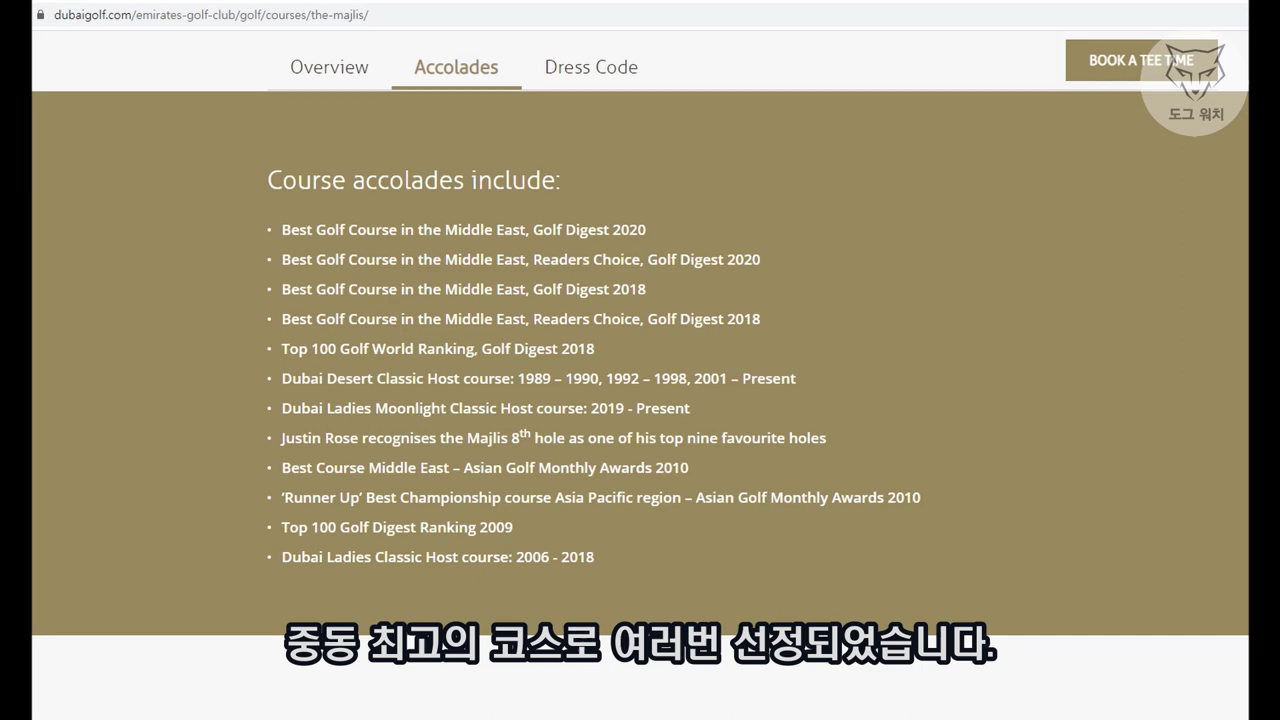 dubaigolf.com/emirates-golf-club/golf/courses/the-majlis/
Overview Accolades Dress Code BOOK A TEE TIME
도그 워치
Course accolades include:
• Best Golf Course in the Middle East, Golf Digest 2020
• Best Golf Course in the Middle East, Readers Choice, Golf Digest 2020
• Best Golf Course in the Middle East, Golf Digest 2018
• Best Golf Course in the Middle East, Readers Choice, Golf Digest 2018
• Top 100 Golf World Ranking, Golf Digest 2018
• Dubai Desert Classic Host course: 1989 – 1990, 1992 – 1998, 2001 – Present
• Dubai Ladies Moonlight Classic Host course: 2019 - Present
• Justin Rose recognises the Majlis 8th hole as one of his top nine favourite holes
• Best Course Middle East – Asian Golf Monthly Awards 2010
• ‘Runner Up’ Best Championship course Asia Pacific region – Asian Golf Monthly Awards 2010
• Top 100 Golf Digest Ranking 2009
• Dubai Ladies Classic Host course: 2006 - 2018
중동 최고의 코스로 여러번 선정되었습니다.